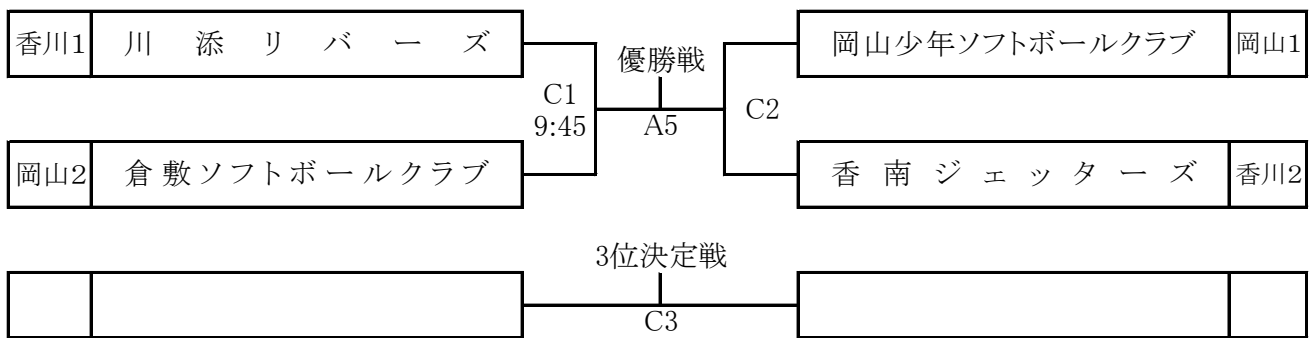 香川1 川添リバーズ
岡山少年ソフトボールクラブ 岡山1
優勝戦
C1
9:45
A5
C2
岡山2 倉敷ソフトボールクラブ
香南ジェッターズ 香川2
3位決定戦
C3